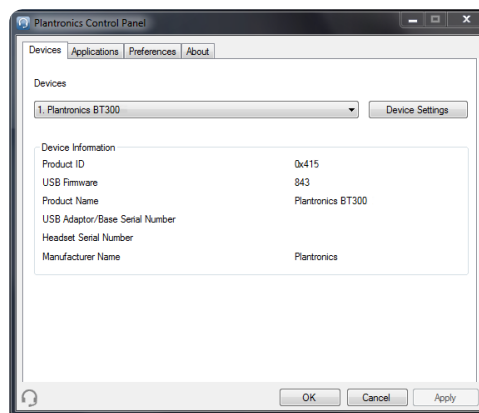 Plantronics Control Panel
Devices Applications Preferences About
Devices
1. Plantronics BT300 Device Settings
Device Information
Product ID 0x415
USB Firmware 843
Product Name Plantronics BT300
USB Adaptor/Base Serial Number
Headset Serial Number
Manufacturer Name Plantronics
OK Cancel Apply